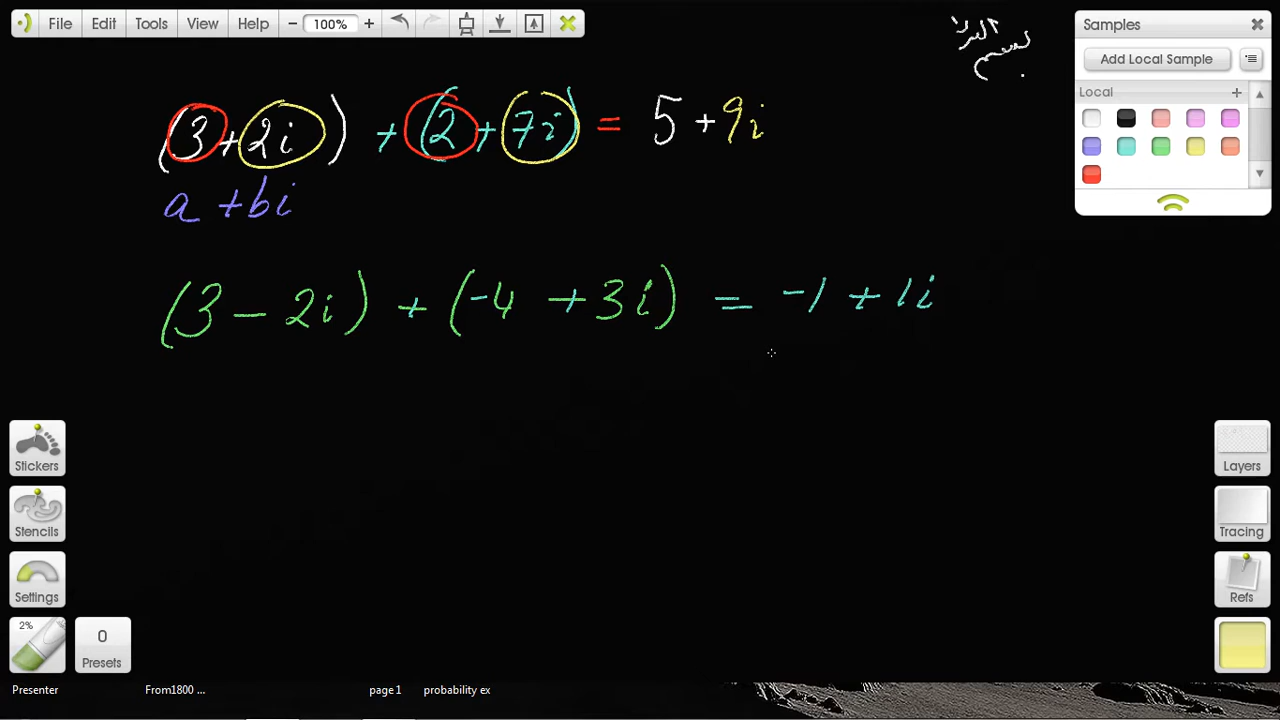 File Edit Tools View Help − 100% +
Samples
Add Local Sample
Local +
(3+2i) + (2+7i) = 5+9i
a +bi
(3 − 2i) + (-4 + 3i) = -1 + 1i
Stickers
Stencils
Settings
2%
0
Presets
Layers
Tracing
Refs
Presenter From1800 ... page 1 probability ex